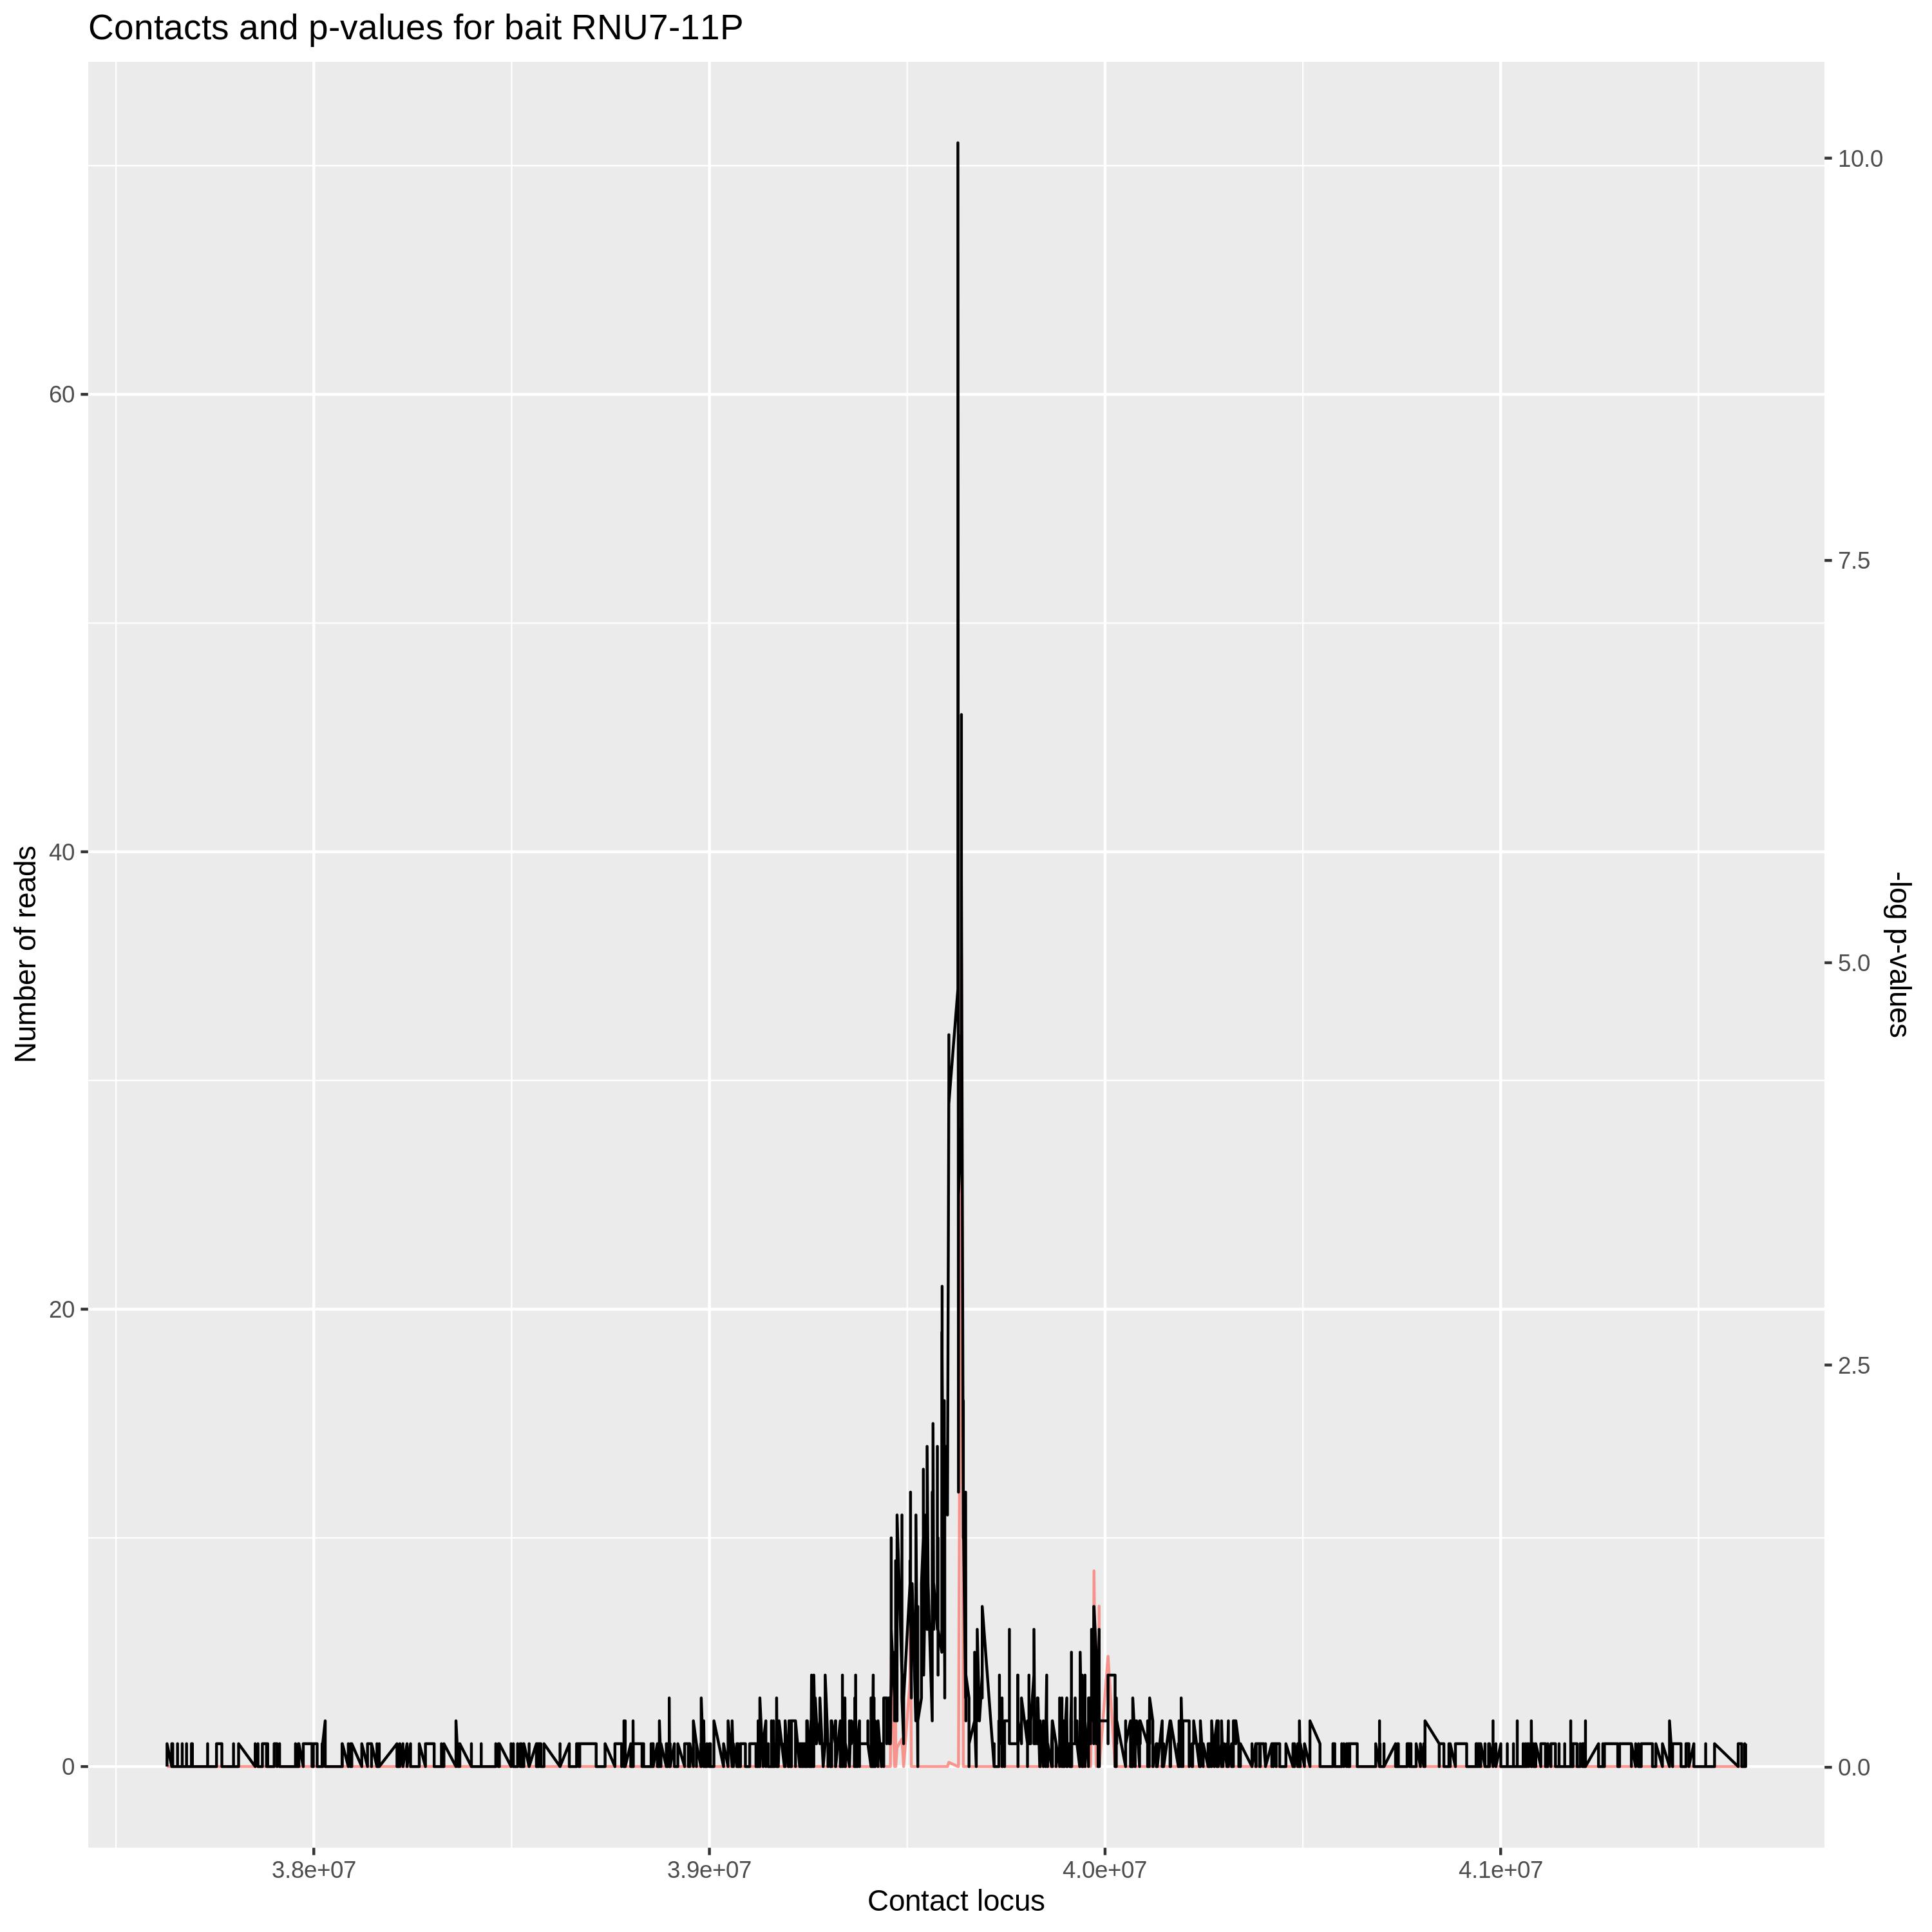 Contacts and p-values for bait RNU7-11P
Number of reads
60
40
20
0
10.0
7.5
5.0
2.5
0.0
-log p-values
3.8e+07
3.9e+07
4.0e+07
4.1e+07
Contact locus